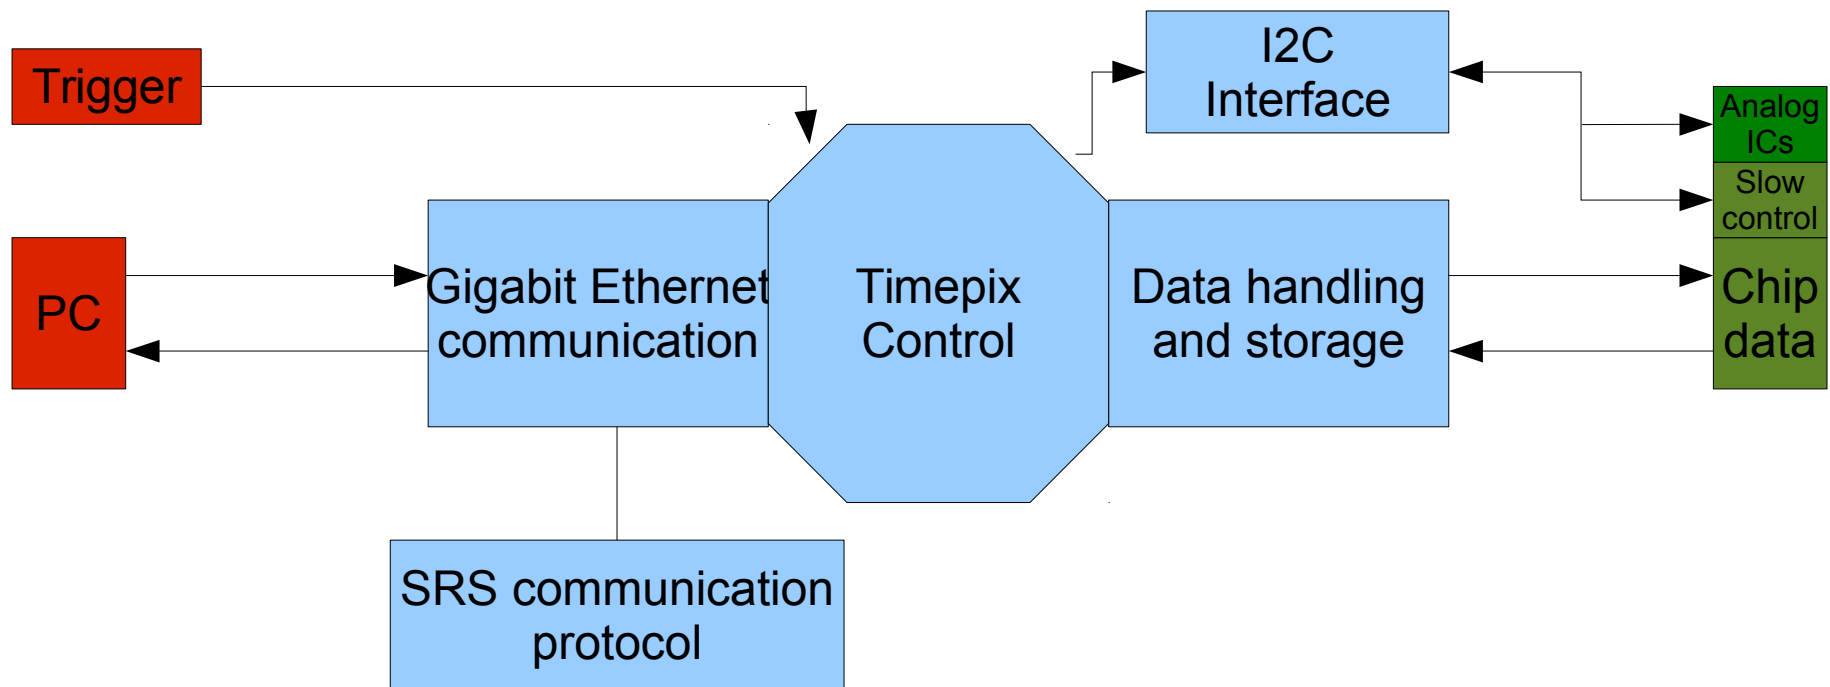 Trigger
I2C
Interface
Analog
ICs
Slow
control
PC
Gigabit Ethernet
communication
Timepix
Control
Data handling
and storage
Chip
data
SRS communication
protocol